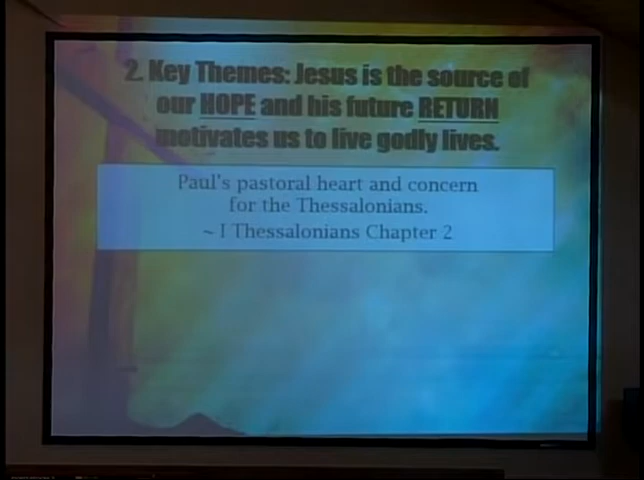 2. Key Themes: Jesus is the source of
our HOPE and his future RETURN
motivates us to live godly lives.
Paul's pastoral heart and concern
for the Thessalonians.
~ I Thessalonians Chapter 2